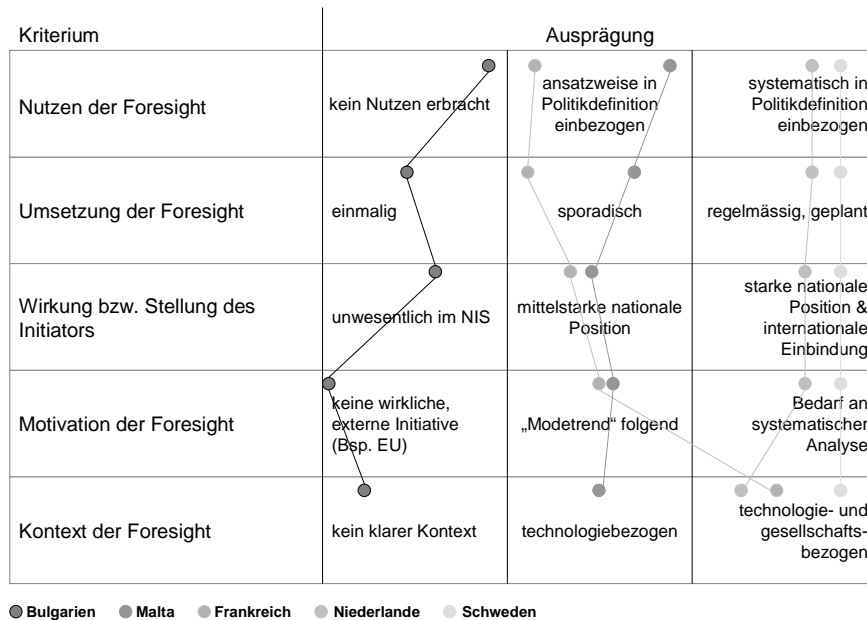 Kriterium
Ausprägung
Nutzen der Foresight
kein Nutzen erbracht
ansatzweise in
Politikdefinition
einbezogen
systematisch in
Politikdefinition
einbezogen
Umsetzung der Foresight
einmalig
sporadisch
regelmässig, geplant
Wirkung bzw. Stellung des
Initiators
unwesentlich im NIS
mittelstarke nationale
Position
starke nationale
Position &
internationale
Einbindung
Motivation der Foresight
keine wirkliche,
externe Initiative
(Bsp. EU)
„Modetrend“ folgend
Bedarf an
systematischer
Analyse
Kontext der Foresight
kein klarer Kontext
technologiebezogen
technologie- und
gesellschafts-
bezogen
Bulgarien Malta Frankreich Niederlande Schweden